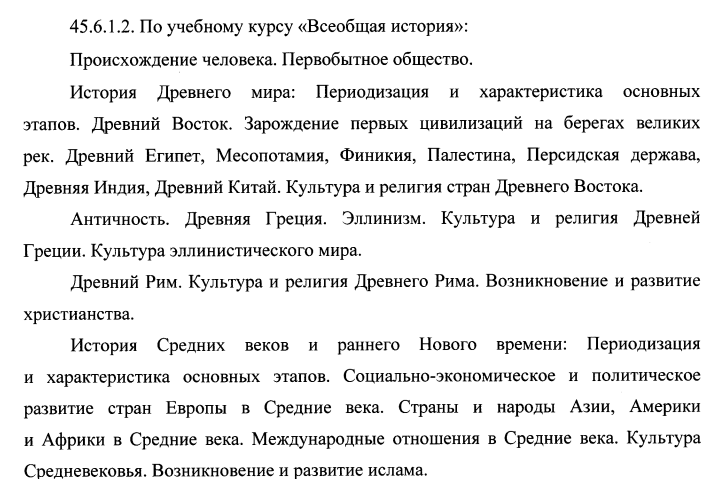 45.6.1.2. По учебному курсу «Всеобщая история»:
Происхождение человека. Первобытное общество.
История Древнего мира: Периодизация и характеристика основных
этапов. Древний Восток. Зарождение первых цивилизаций на берегах великих
рек. Древний Египет, Месопотамия, Финикия, Палестина, Персидская держава,
Древняя Индия, Древний Китай. Культура и религия стран Древнего Востока.
Античность. Древняя Греция. Эллинизм. Культура и религия Древней
Греции. Культура эллинистического мира.
Древний Рим. Культура и религия Древнего Рима. Возникновение и развитие
христианства.
История Средних веков и раннего Нового времени: Периодизация
и характеристика основных этапов. Социально-экономическое и политическое
развитие стран Европы в Средние века. Страны и народы Азии, Америки
и Африки в Средние века. Международные отношения в Средние века. Культура
Средневековья. Возникновение и развитие ислама.